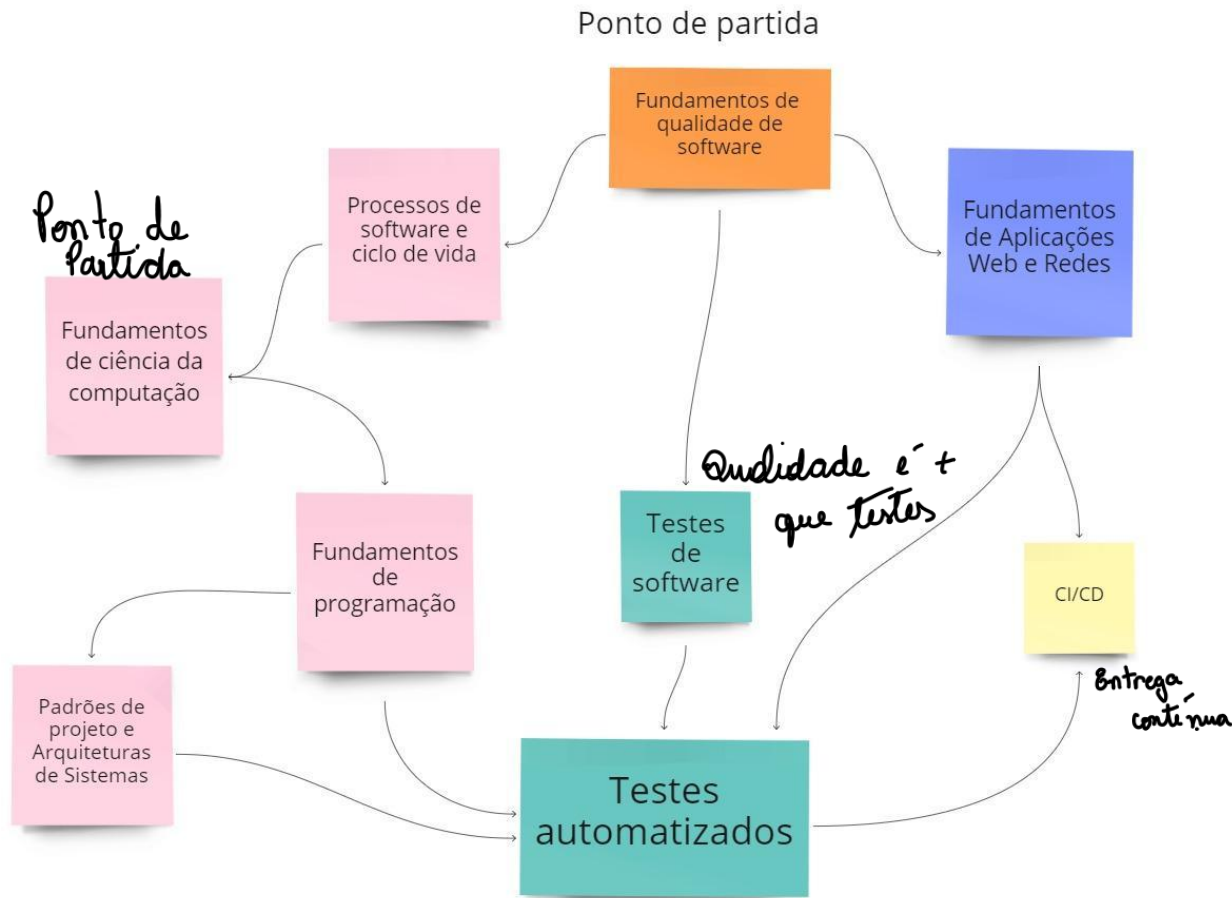 Ponto de partida
Fundamentos de
qualidade de
software
Processos de
software e
ciclo de vida
Fundamentos
de Aplicações
Web e Redes
Ponto de
Partida
Fundamentos
de ciência da
computação
Qualidade é +
que testes
Testes
de
software
Fundamentos
de
programação
CI/CD
Entrega
contínua
Padrões de
projeto e
Arquiteturas
de Sistemas
Testes
automatizados